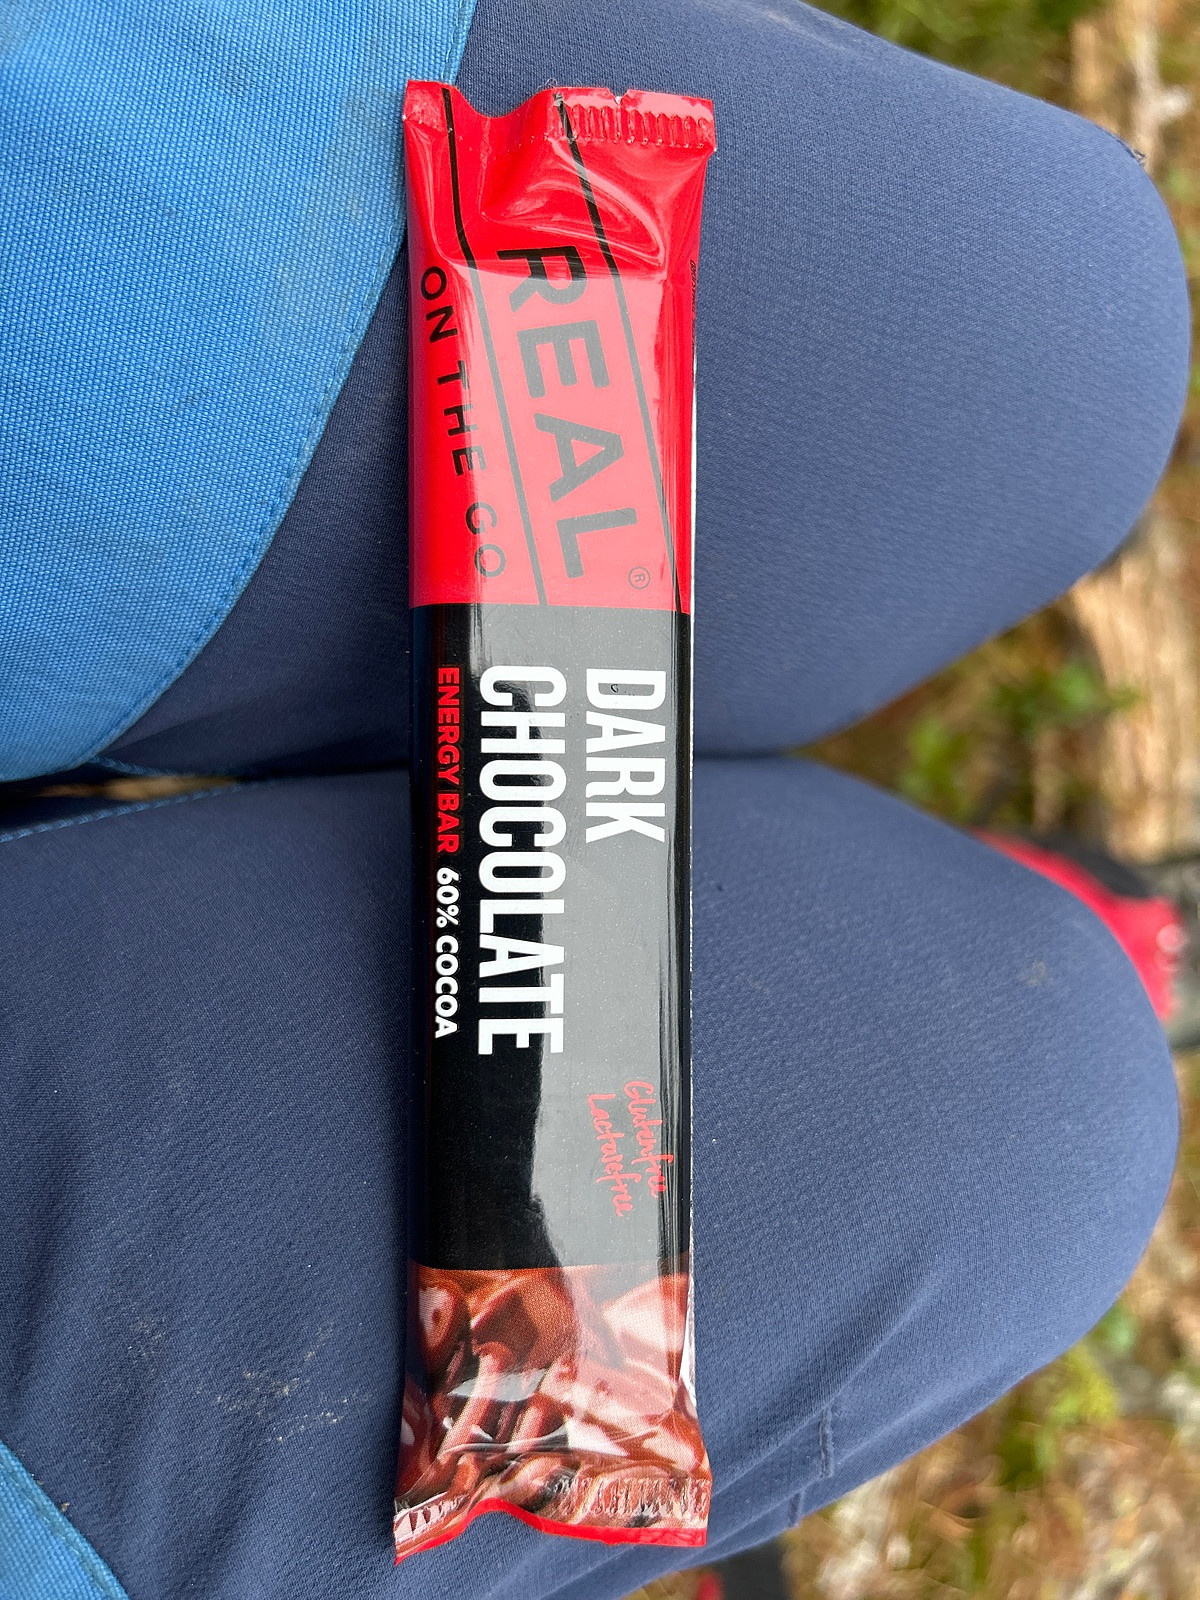 REAL®
ON THE GO
DARK
CHOCOLATE
ENERGY BAR 60% COCOA
Glutenfree
Lactosefree